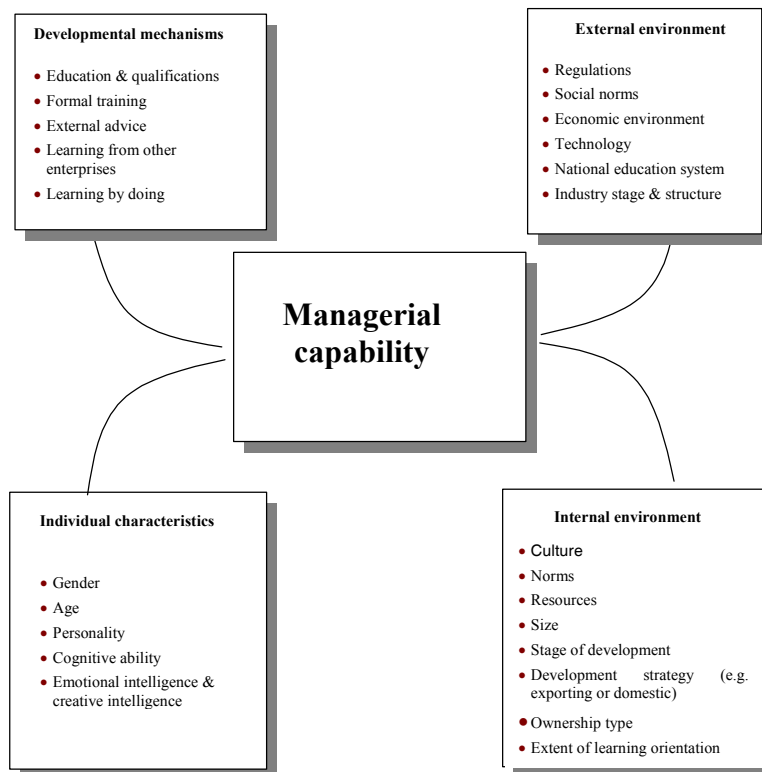 Developmental mechanisms
• Education & qualifications
• Formal training
• External advice
• Learning from other
enterprises
• Learning by doing
External environment
• Regulations
• Social norms
• Economic environment
• Technology
• National education system
• Industry stage & structure
Managerial
capability
Individual characteristics
• Gender
• Age
• Personality
• Cognitive ability
• Emotional intelligence &
creative intelligence
Internal environment
• Culture
• Norms
• Resources
• Size
• Stage of development
• Development strategy (e.g.
exporting or domestic)
• Ownership type
• Extent of learning orientation